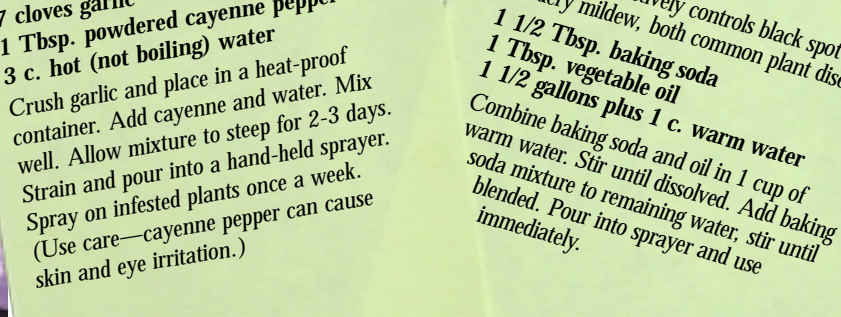 7 cloves garlic
1 Tbsp. powdered cayenne pepper
3 c. hot (not boiling) water
Crush garlic and place in a heat-proof
container. Add cayenne and water. Mix
well. Allow mixture to steep for 2-3 days.
Strain and pour into a hand-held sprayer.
Spray on infested plants once a week.
(Use care—cayenne pepper can cause
skin and eye irritation.)
controls black spot
mildew, both common plant
1 1/2 Tbsp. baking soda
1 Tbsp. vegetable oil
1 1/2 gallons plus 1 c. warm water
Combine baking soda and oil in 1 cup of
warm water. Stir until dissolved. Add baking
soda mixture to remaining water, stir until
blended. Pour into sprayer and use
immediately.